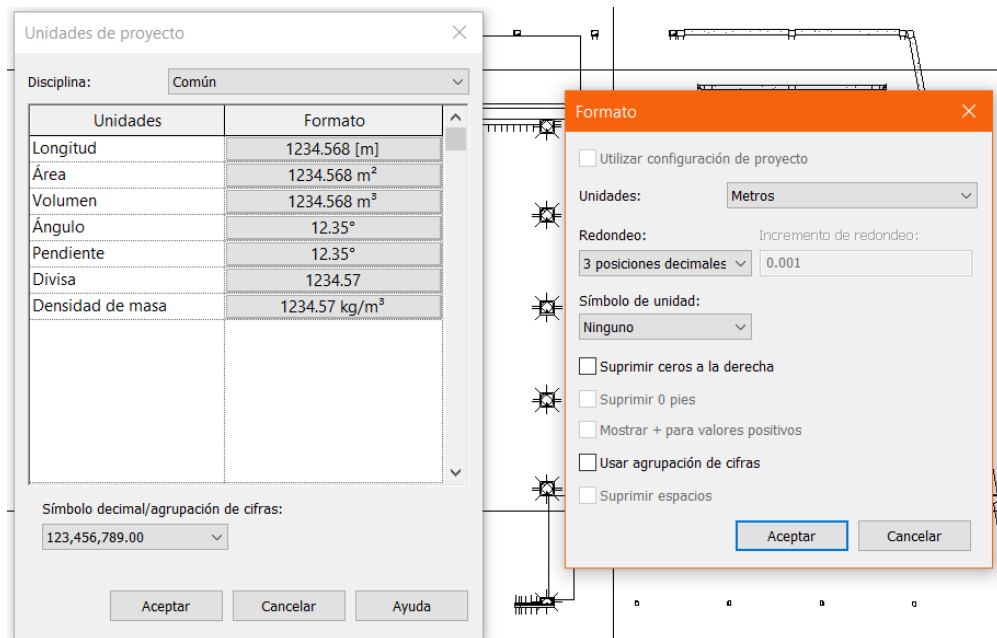 Unidades de proyecto
Disciplina: Común
Unidades Formato
Longitud 1234.568 [m]
Área 1234.568 m²
Volumen 1234.568 m³
Ángulo 12.35°
Pendiente 12.35°
Divisa 1234.57
Densidad de masa 1234.57 kg/m³
Símbolo decimal/agrupación de cifras:
123,456,789.00
Aceptar Cancelar Ayuda
Formato
Utilizar configuración de proyecto
Unidades: Metros
Redondeo: Incremento de redondeo:
3 posiciones decimales 0.001
Símbolo de unidad:
Ninguno
Suprimir ceros a la derecha
Suprimir 0 pies
Mostrar + para valores positivos
Usar agrupación de cifras
Suprimir espacios
Aceptar Cancelar